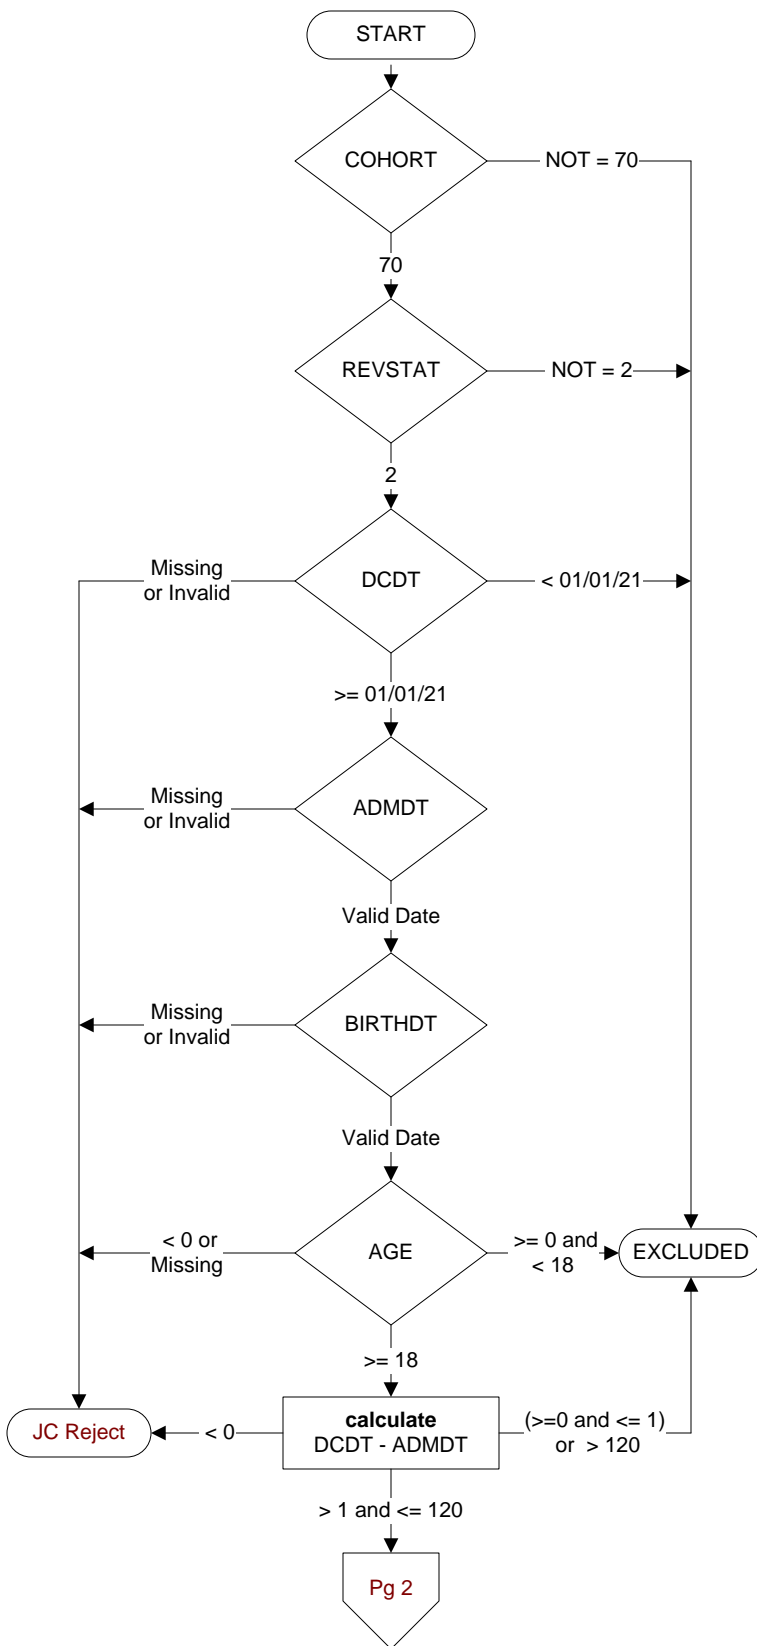 START
COHORT
NOT = 70
70
REVSTAT
NOT = 2
2
Missing
or Invalid
DCDT
< 01/01/21
>= 01/01/21
Missing
or Invalid
ADMDT
Valid Date
Missing
or Invalid
BIRTHDT
Valid Date
< 0 or
Missing
AGE
>= 0 and
< 18
EXCLUDED
>= 18
JC Reject
< 0
calculate
DCDT - ADMDT
(>=0 and <= 1)
or > 120
> 1 and <= 120
Pg 2